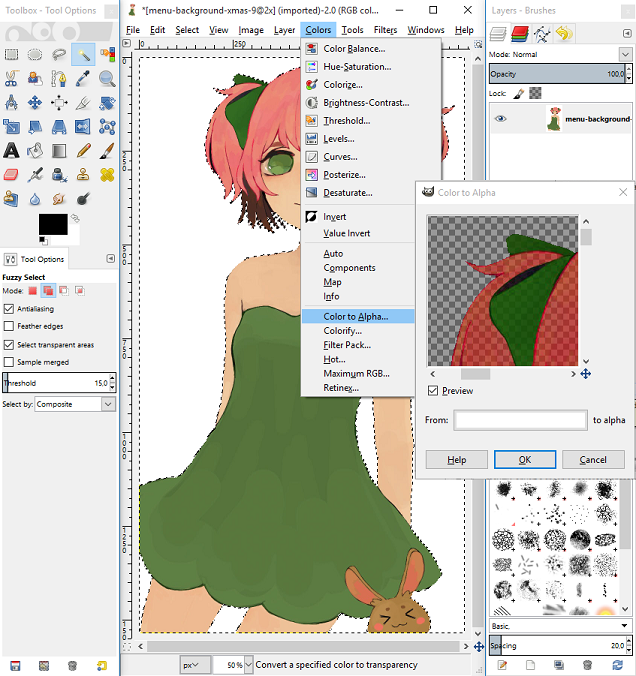 Toolbox - Tool Options
*[menu-background-xmas-9@2x] (imported)-2.0 (RGB col...
Layers - Brushes
File Edit Select View Image Layer Colors Tools Filters Windows Help
0
250
Color Balance...
Hue-Saturation...
Colorize...
Brightness-Contrast...
Threshold...
Levels...
Curves...
Posterize...
Desaturate...
Invert
Value Invert
Auto
Components
Map
Info
Color to Alpha...
Colorify...
Filter Pack...
Hot...
Maximum RGB...
Retinex...
Mode: Normal
Opacity 100,0
Lock:
menu-background-
Color to Alpha
Preview
From: to alpha
Help OK Cancel
Tool Options
Fuzzy Select
Mode:
Antialiasing
Feather edges
Select transparent areas
Sample merged
Threshold 15,0
Select by: Composite
Basic,
Spacing 20,0
px 50 % Convert a specified color to transparency